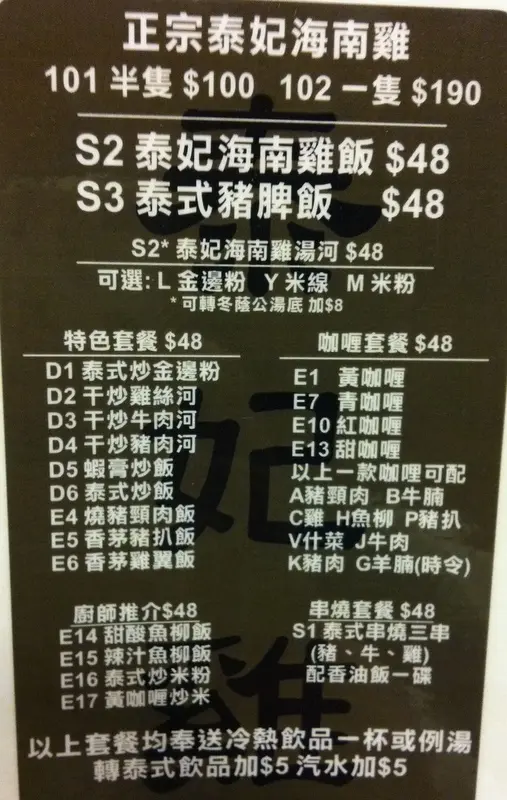 正宗泰妃海南雞
101 半隻 $100 102 一隻 $190
S2 泰妃海南雞飯 $48
S3 泰式豬脾飯 $48
S2* 泰妃海南雞湯河 $48
可選: L 金邊粉 Y 米線 M 米粉
* 可轉冬蔭公湯底 加$8
特色套餐 $48
D1 泰式炒金邊粉
D2 干炒雞絲河
D3 干炒牛肉河
D4 干炒豬肉河
D5 蝦膏炒飯
D6 泰式炒飯
E4 燒豬頸肉飯
E5 香茅豬扒飯
E6 香茅雞翼飯
咖喱套餐 $48
E1 黃咖喱
E7 青咖喱
E10 紅咖喱
E13 甜咖喱
以上一款咖哩可配
A豬頸肉 B牛腩
C雞 H魚柳 P豬扒
V什菜 J牛肉
K豬肉 G羊腩(時令)
廚師推介$48
E14 甜酸魚柳飯
E15 辣汁魚柳飯
E16 泰式炒米粉
E17 黃咖喱炒米
串燒套餐 $48
S1 泰式串燒三串
(豬、牛、雞)
配香油飯一碟
以上套餐均奉送冷熱飲品一杯或例湯
轉泰式飲品加$5 汽水加$5
泰妃雞